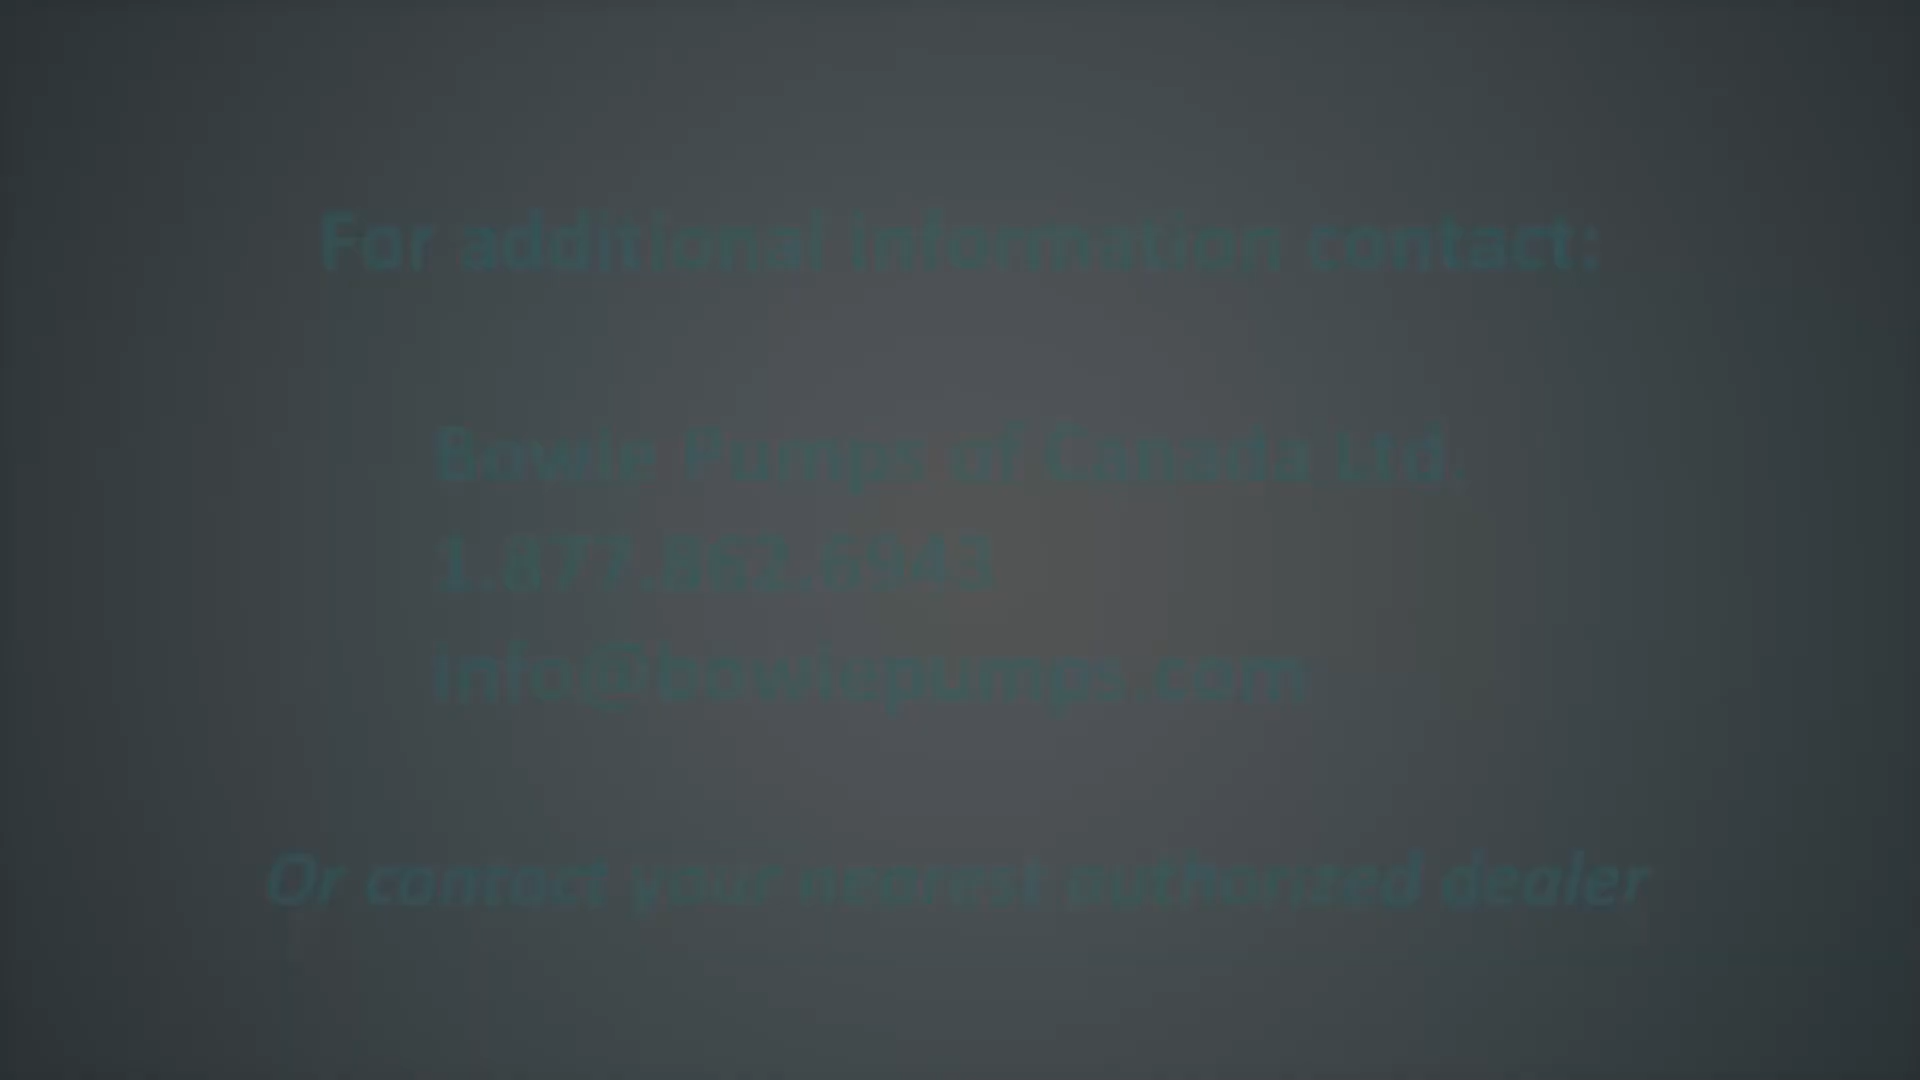 For additional information contact:
Bowie Pumps of Canada Ltd.
1.877.862.6943
info@bowiepumps.com
Or contact your nearest authorized dealer